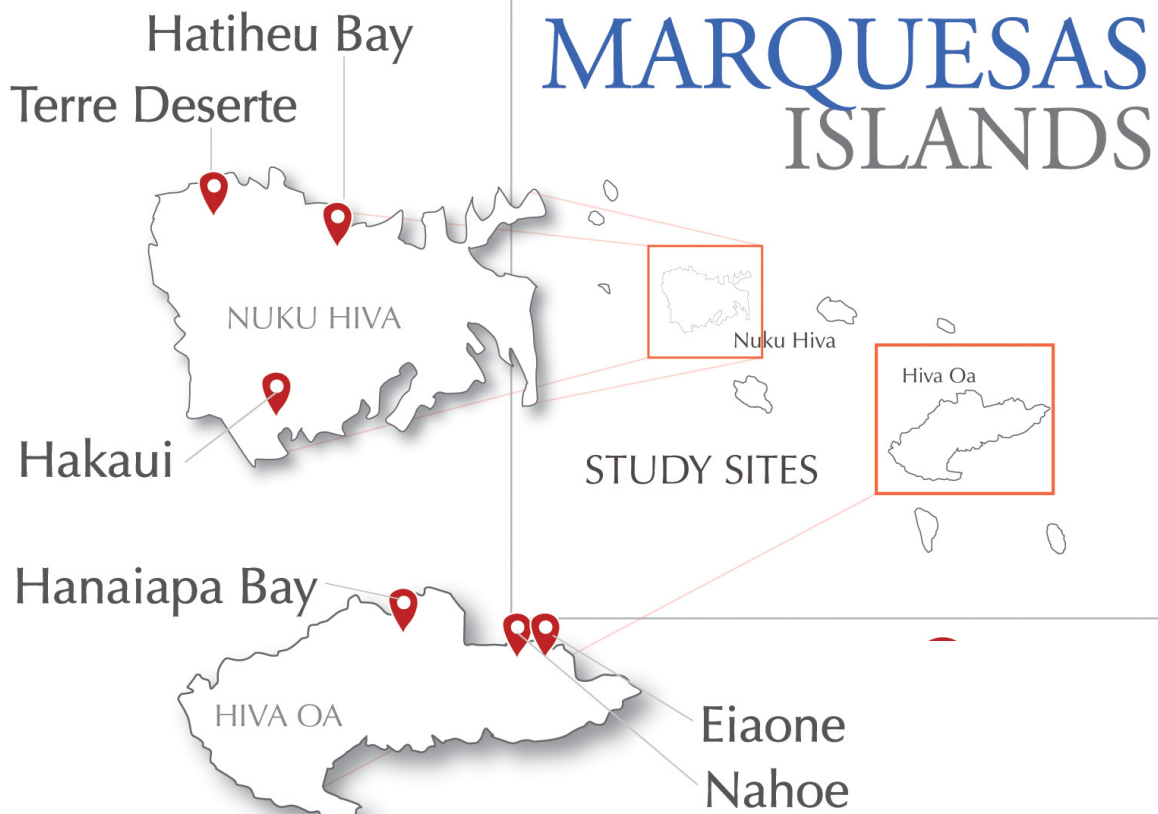 MARQUESAS
ISLANDS
Hatiheu Bay
Terre Deserte
NUKU HIVA
Hakaui
Nuku Hiva
Hiva Oa
STUDY SITES
Hanaiapa Bay
HIVA OA
Eiaone
Nahoe